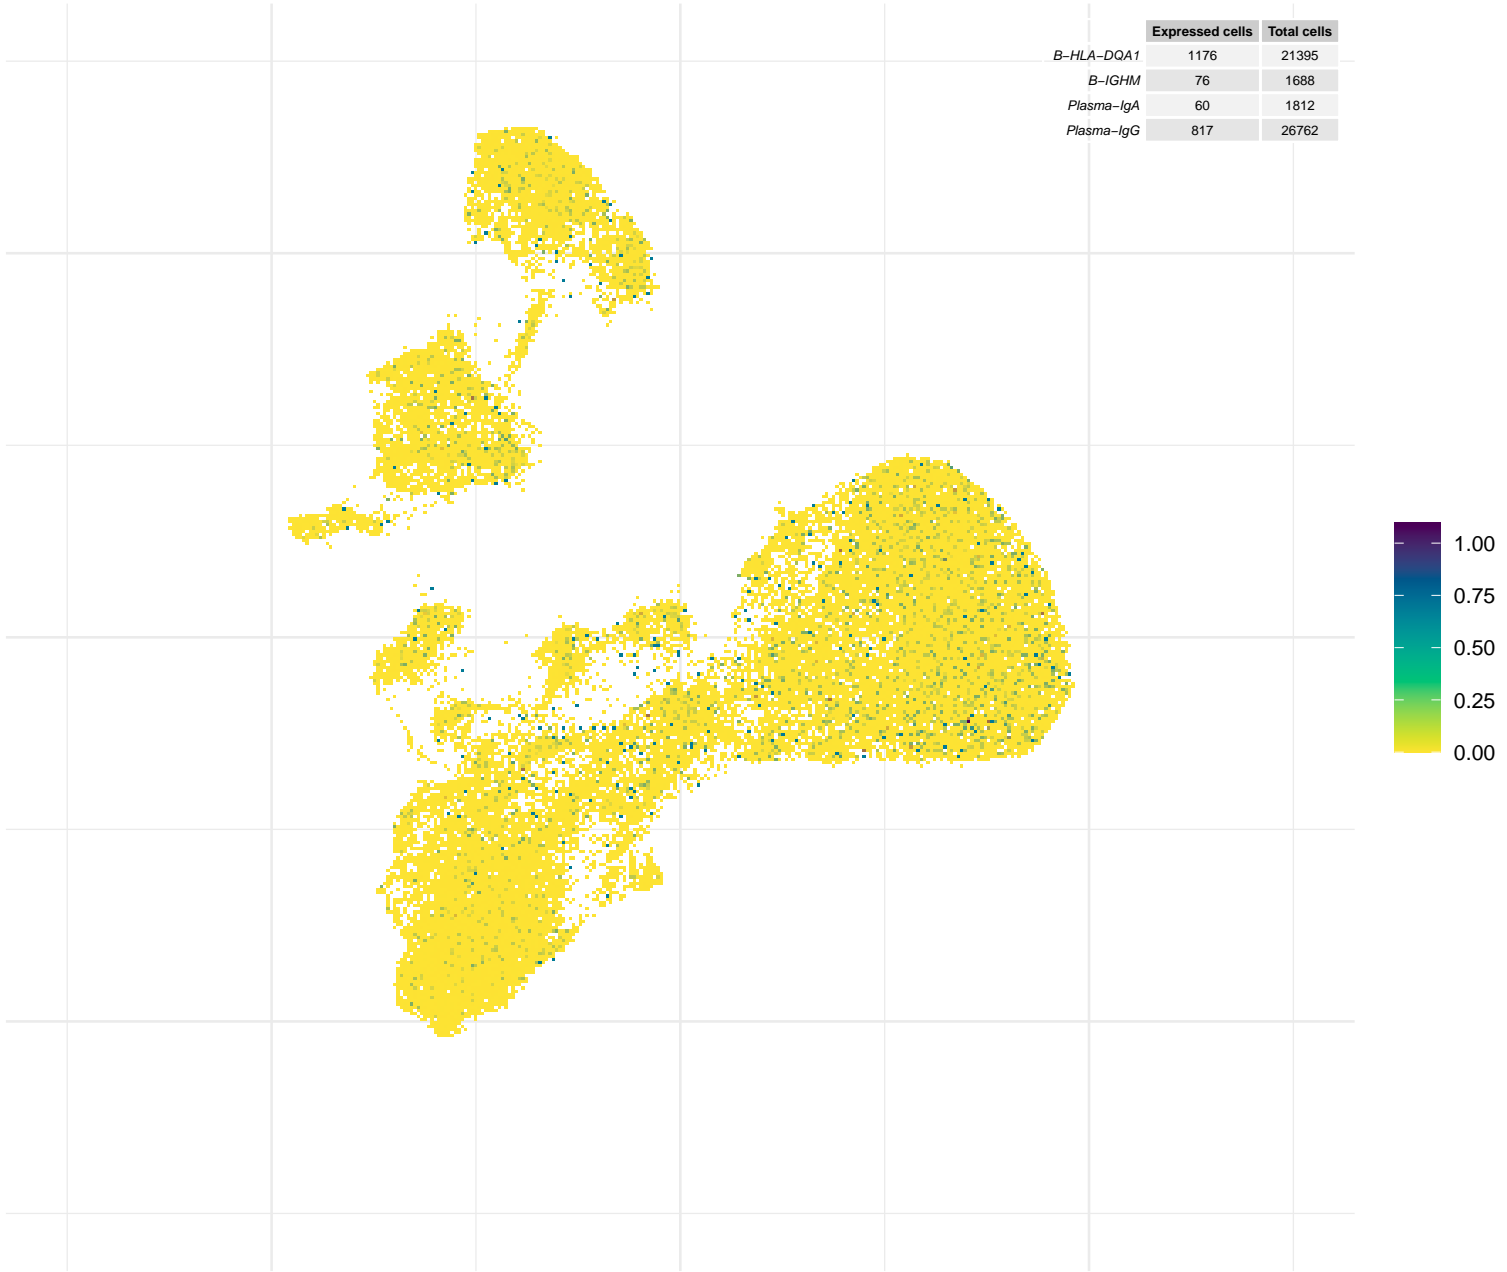 Expressed cells Total cells
B−HLA−DQA1 1176 21395
B−IGHM 76 1688
Plasma−IgA 60 1812
Plasma−IgG 817 26762
1.00
0.75
0.50
0.25
0.00